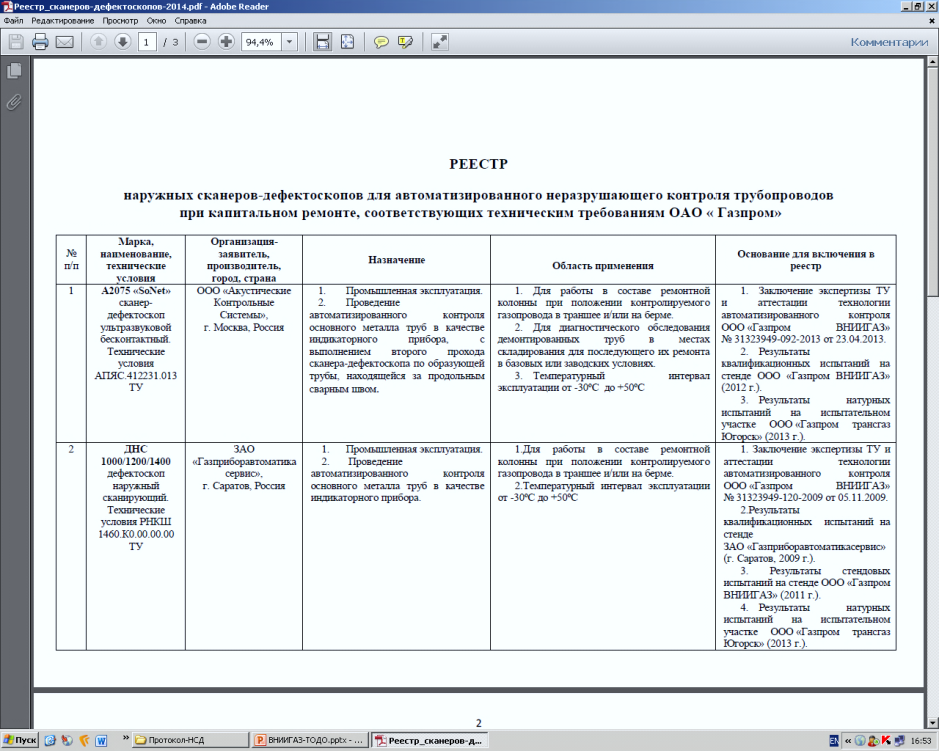 Реестр_сканеров-дефектоскопов-2014.pdf - Adobe Reader
Файл Редактирование Просмотр Окно Справка
1 / 3 94,4% Комментарии
РЕЕСТР
наружных сканеров-дефектоскопов для автоматизированного неразрушающего контроля трубопроводов
при капитальном ремонте, соответствующих техническим требованиям ОАО « Газпром»
№
п/п
Марка,
наименование,
технические
условия
Организация-
заявитель,
производитель,
город, страна
Назначение
Область применения
Основание для включения в
реестр
1
А2075 «SoNet»
сканер-
дефектоскоп
ультразвуковой
бесконтактный.
Технические
условия
АПЯС.412231.013
ТУ
ООО «Акустические
Контрольные
Системы»,
г. Москва, Россия
1. Промышленная эксплуатация.
2. Проведение
автоматизированного контроля
основного металла труб в качестве
индикаторного прибора, с
выполнением второго прохода
сканера-дефектоскопа по образующей
трубы, находящейся за продольным
сварным швом.
1. Для работы в составе ремонтной
колонны при положении контролируемого
газопровода в траншее и/или на берме.
2. Для диагностического обследования
демонтированных труб в местах
складирования для последующего их ремонта
в базовых или заводских условиях.
3. Температурный интервал
эксплуатации от -30ºС до +50ºС
1. Заключение экспертизы ТУ
и аттестации технологии
автоматизированного контроля
ООО «Газпром ВНИИГАЗ»
№ 31323949-092-2013 от 23.04.2013.
2. Результаты
квалификационных испытаний на
стенде ООО «Газпром ВНИИГАЗ»
(2012 г.).
3. Результаты натурных
испытаний на испытательном
участке ООО «Газпром трансгаз
Югорск» (2013 г.).
2
ДНС
1000/1200/1400
дефектоскоп
наружный
сканирующий.
Технические
условия РНКШ
1460.К0.00.00.00
ТУ
ЗАО
«Газприборавтоматика
сервис»,
г. Саратов, Россия
1. Промышленная эксплуатация.
2. Проведение
автоматизированного контроля
основного металла труб в качестве
индикаторного прибора.
1.Для работы в составе ремонтной
колонны при положении контролируемого
газопровода в траншее и/или на берме.
2.Температурный интервал эксплуатации
от -30ºС до +50ºС
1. Заключение экспертизы ТУ и
аттестации технологии
автоматизированного контроля
ООО «Газпром ВНИИГАЗ»
№ 31323949-120-2009 от 05.11.2009.
2.Результаты
квалификационных испытаний на
стенде
ЗАО «Газприборавтоматикасервис»
(г. Саратов, 2009 г.).
3. Результаты стендовых
испытаний на стенде ООО «Газпром
ВНИИГАЗ» (2011 г.).
4. Результаты натурных
испытаний на испытательном
участке ООО «Газпром трансгаз
Югорск» (2013 г.).
2
Пуск » Протокол-НСД ВНИИГАЗ-ТОДО.pptx - ... Реестр_сканеров-д... EN « 16:53